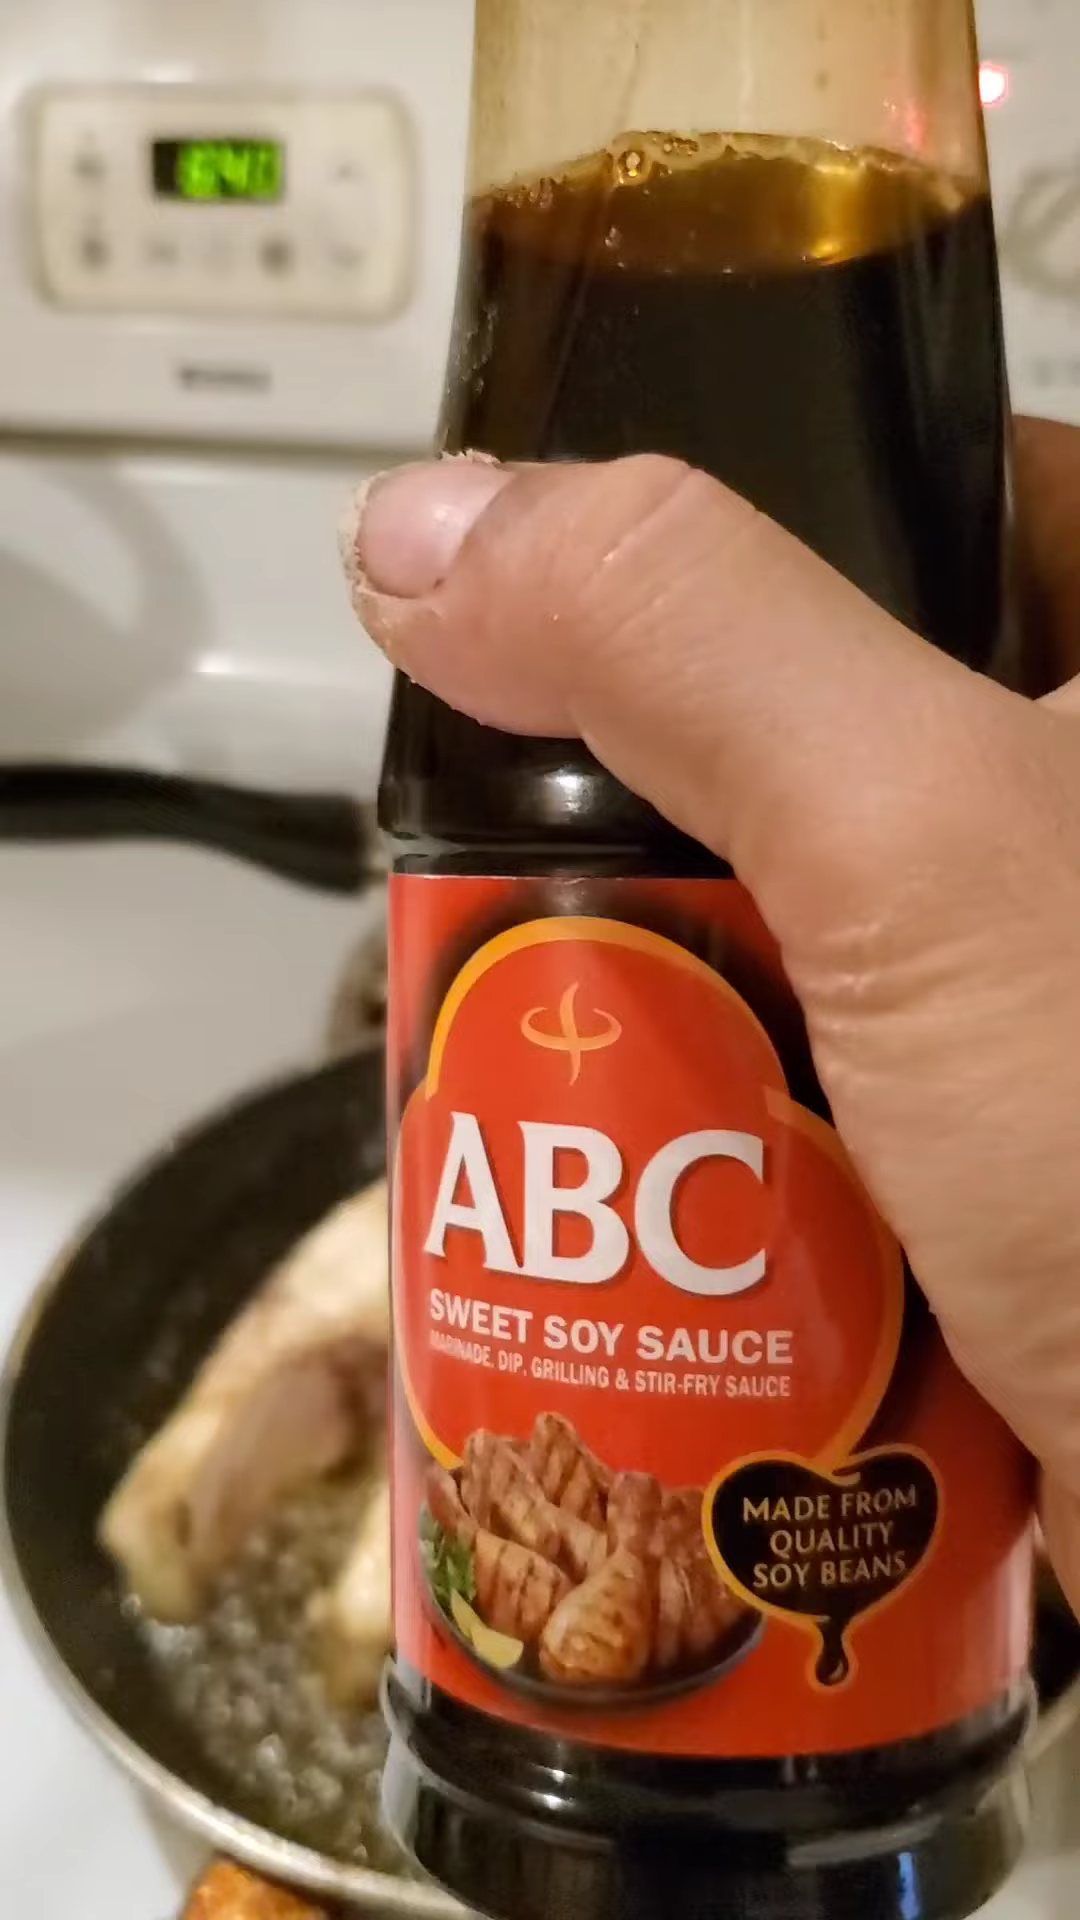 ABC
SWEET SOY SAUCE
MARINADE, DIP, GRILLING & STIR-FRY SAUCE
MADE FROM
QUALITY
SOY BEANS